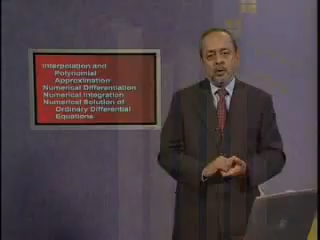 Interpolation and
Polynomial
Approximation
Numerical Differentiation
Numerical Integration
Numerical Solution of
Ordinary Differential
Equations